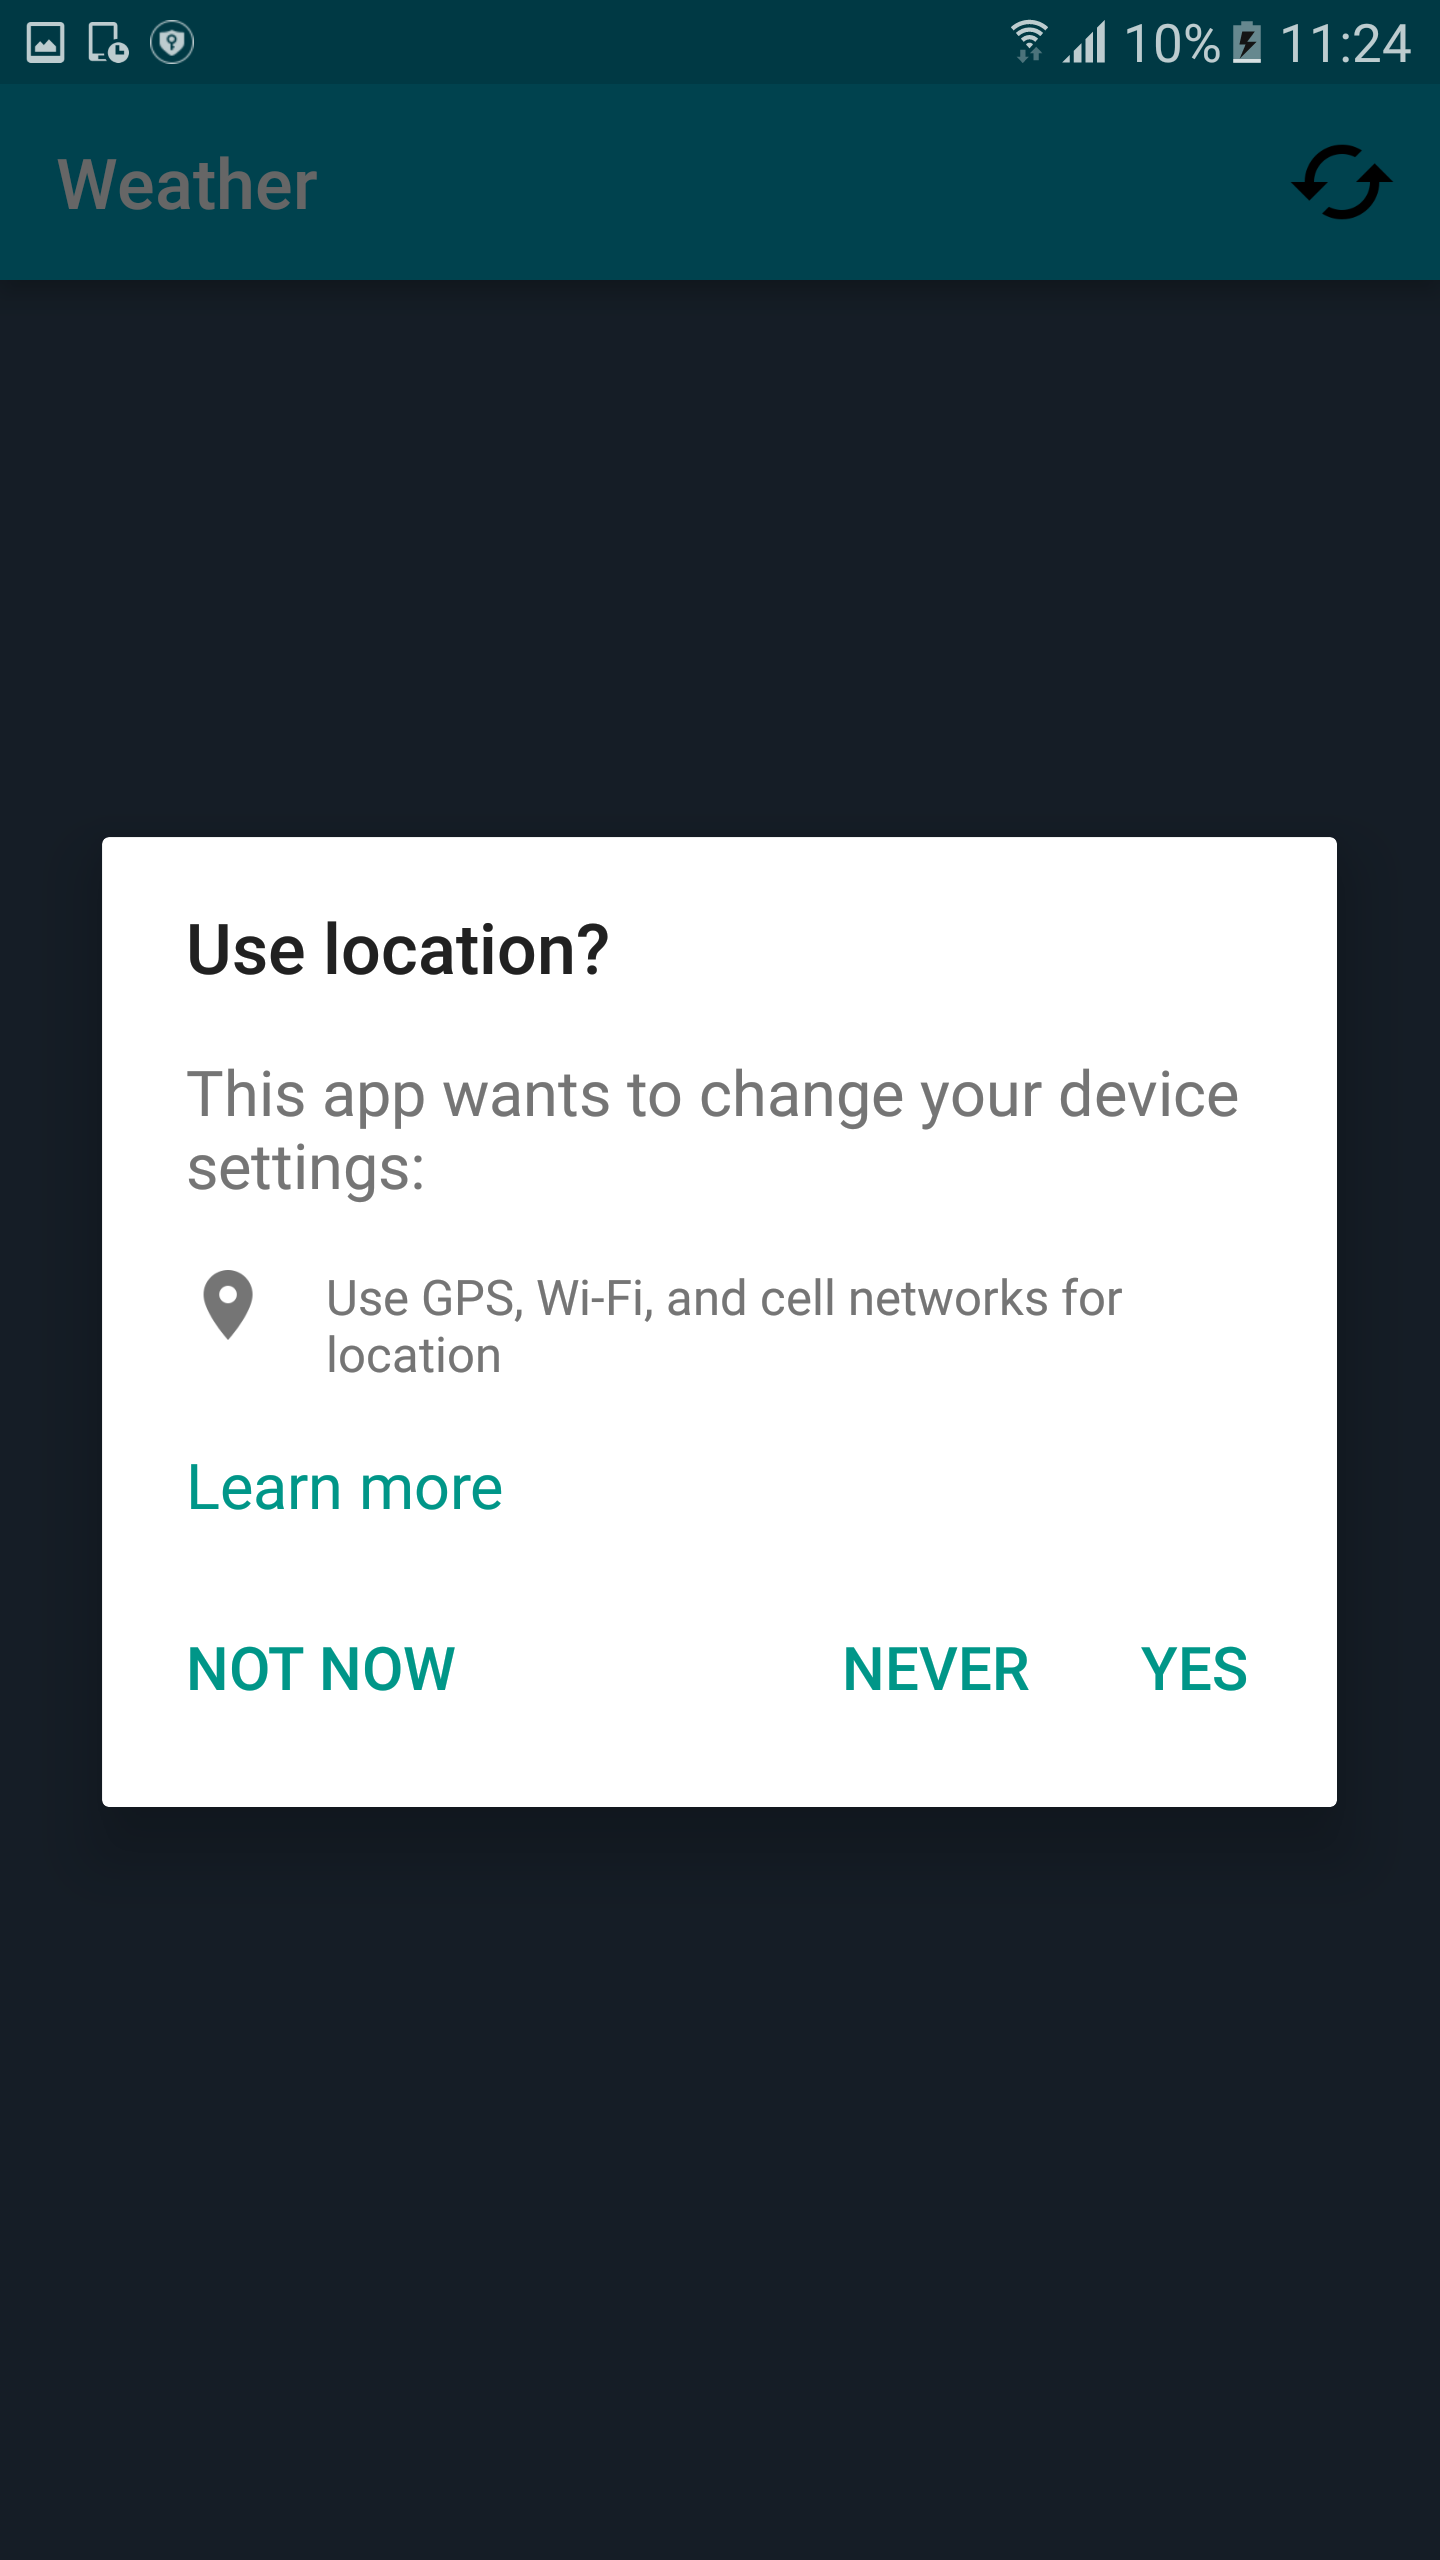 10% 11:24
Weather
Use location?
This app wants to change your device
settings:
Use GPS, Wi-Fi, and cell networks for
location
Learn more
NOT NOW NEVER YES